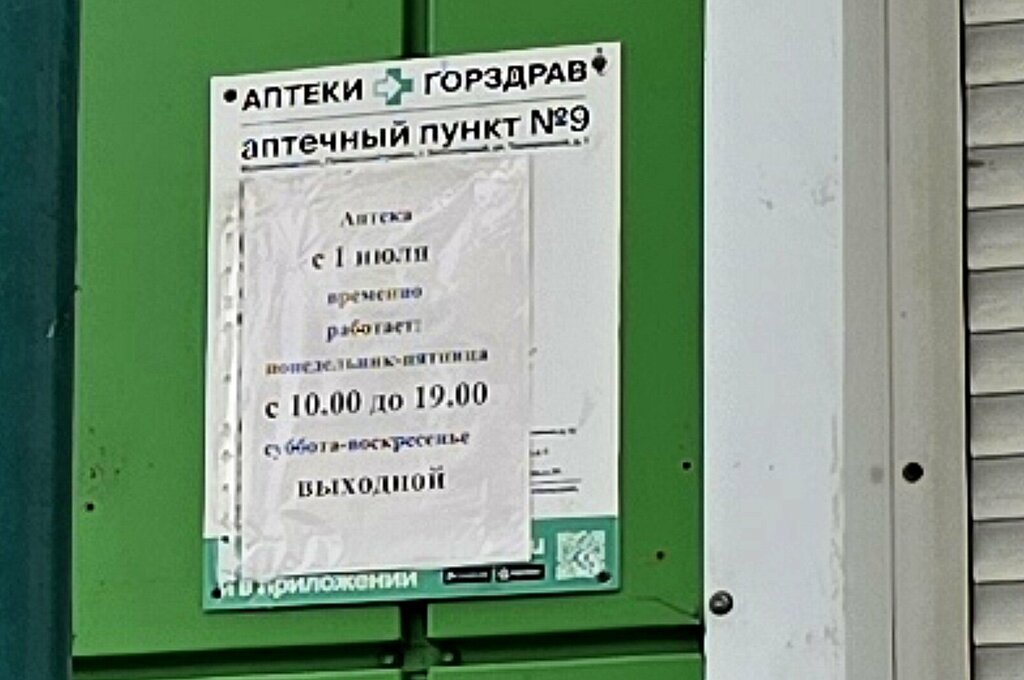 АПТЕКИ ГОРЗДРАВ
аптечный пункт №9
Аптека
с 1 июля
временно
работает:
понедельник-пятница
с 10.00 до 19.00
суббота-воскресенье
выходной
и в приложении